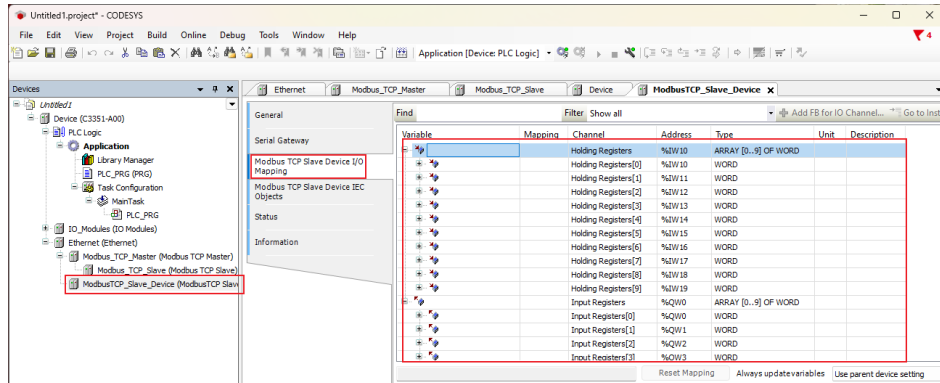 Untitled1.project* - CODESYS
File Edit View Project Build Online Debug Tools Window Help
4
Application [Device: PLC Logic]
Devices
Ethernet Modbus_TCP_Master Modbus_TCP_Slave Device ModbusTCP_Slave_Device
Untitled1
Device (C3351-A00)
PLC Logic
Application
Library Manager
PLC_PRG (PRG)
Task Configuration
MainTask
PLC_PRG
IO_Modules (IO Modules)
Ethernet (Ethernet)
Modbus_TCP_Master (Modbus TCP Master)
Modbus_TCP_Slave (Modbus TCP Slave)
ModbusTCP_Slave_Device (ModbusTCP Slav
General
Serial Gateway
Modbus TCP Slave Device I/O
Mapping
Modbus TCP Slave Device IEC
Objects
Status
Information
Find Filter Show all Add FB for IO Channel... Go to Inst
Variable Mapping Channel Address Type Unit Description
Holding Registers %IW10 ARRAY [0..9] OF WORD
Holding Registers[0] %IW10 WORD
Holding Registers[1] %IW11 WORD
Holding Registers[2] %IW12 WORD
Holding Registers[3] %IW13 WORD
Holding Registers[4] %IW14 WORD
Holding Registers[5] %IW15 WORD
Holding Registers[6] %IW16 WORD
Holding Registers[7] %IW17 WORD
Holding Registers[8] %IW18 WORD
Holding Registers[9] %IW19 WORD
Input Registers %QW0 ARRAY [0..9] OF WORD
Input Registers[0] %QW0 WORD
Input Registers[1] %QW1 WORD
Input Registers[2] %QW2 WORD
Input Registers[3] %QW3 WORD
Reset Mapping Always update variables Use parent device setting